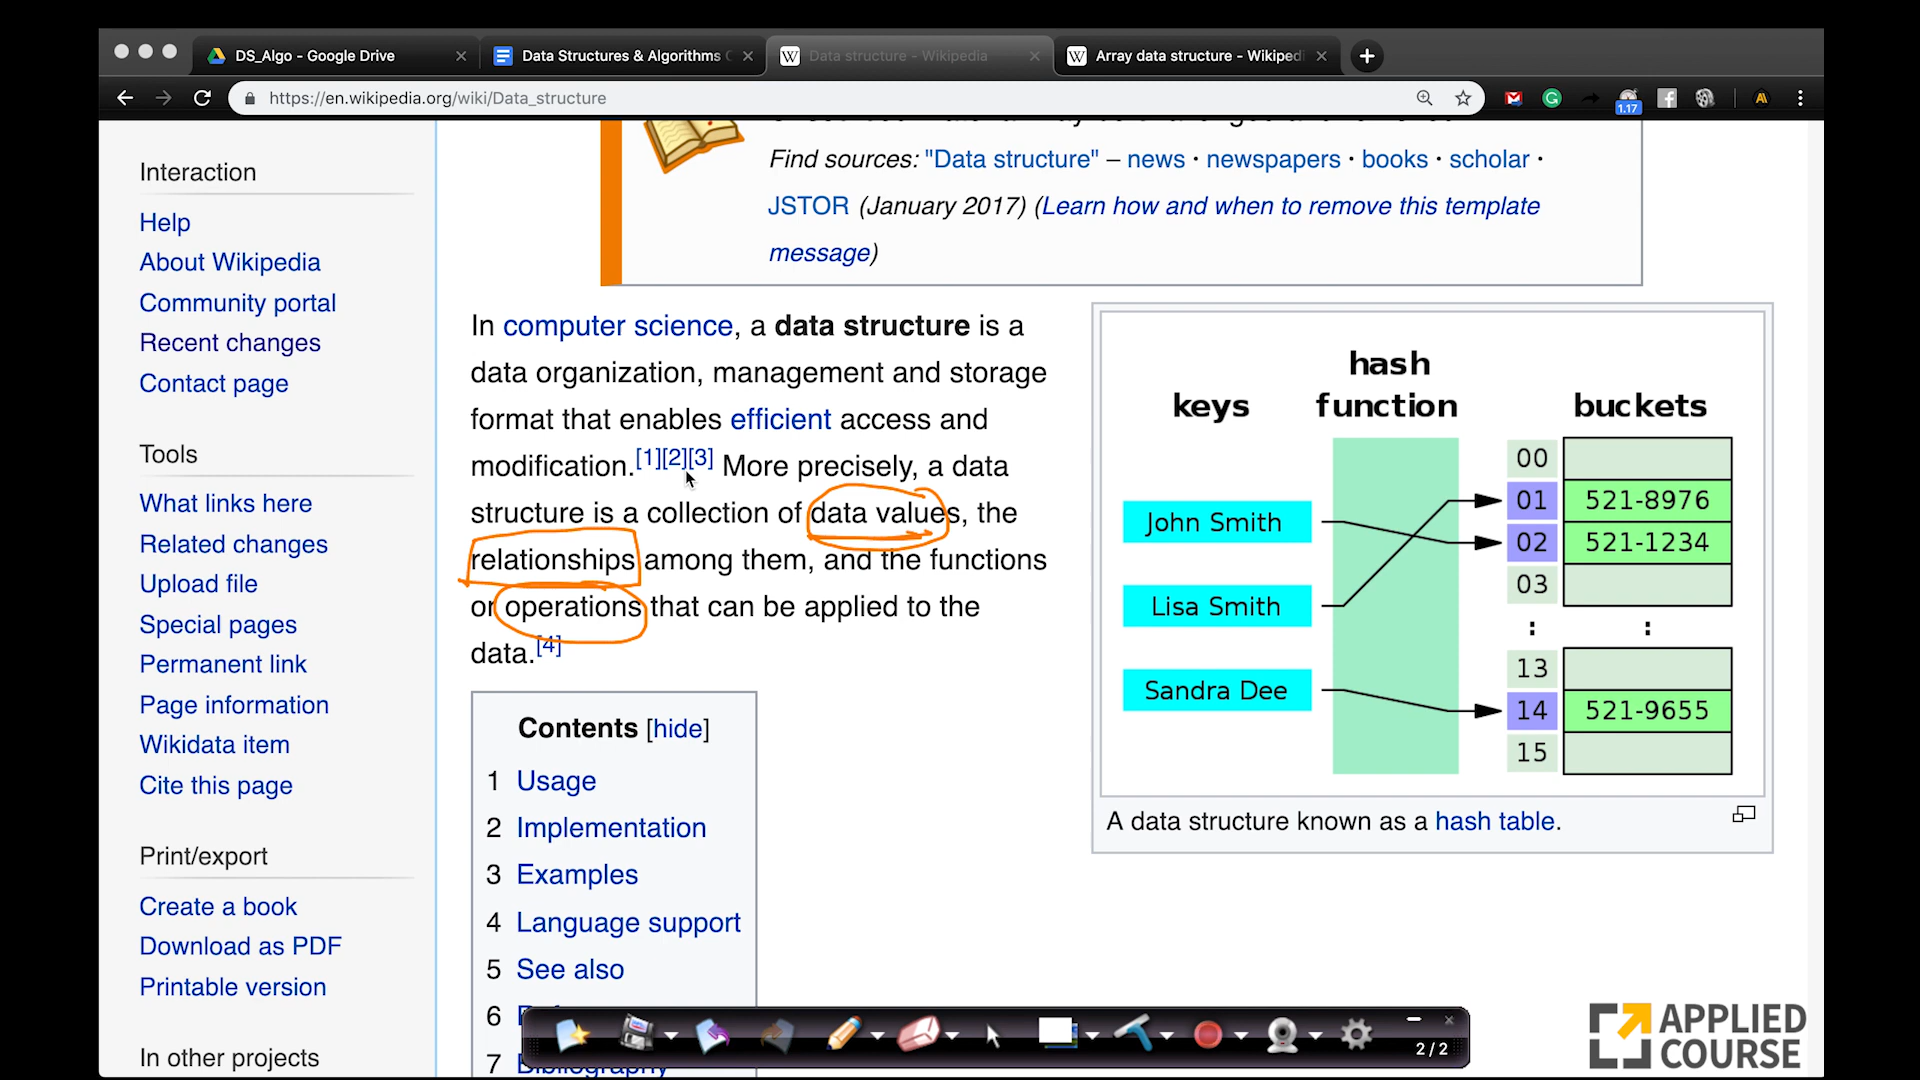 DS_Algo - Google Drive
Data Structures & Algorithms
Data structure - Wikipedia
Array data structure - Wikiped
https://en.wikipedia.org/wiki/Data_structure
1.17
Interaction
Help
About Wikipedia
Community portal
Recent changes
Contact page
Tools
What links here
Related changes
Upload file
Special pages
Permanent link
Page information
Wikidata item
Cite this page
Print/export
Create a book
Download as PDF
Printable version
In other projects
Find sources: "Data structure" – news · newspapers · books · scholar ·
JSTOR (January 2017) (Learn how and when to remove this template
message)
In computer science, a data structure is a
data organization, management and storage
format that enables efficient access and
modification.[1][2][3] More precisely, a data
structure is a collection of data values, the
relationships among them, and the functions
or operations that can be applied to the
data.[4]
Contents [hide]
1 Usage
2 Implementation
3 Examples
4 Language support
5 See also
6
7 Bibliography
hash
keys function buckets
00
01 521-8976
02 521-1234
03
: :
13
14 521-9655
15
John Smith
Lisa Smith
Sandra Dee
A data structure known as a hash table.
2 / 2
APPLIED
COURSE